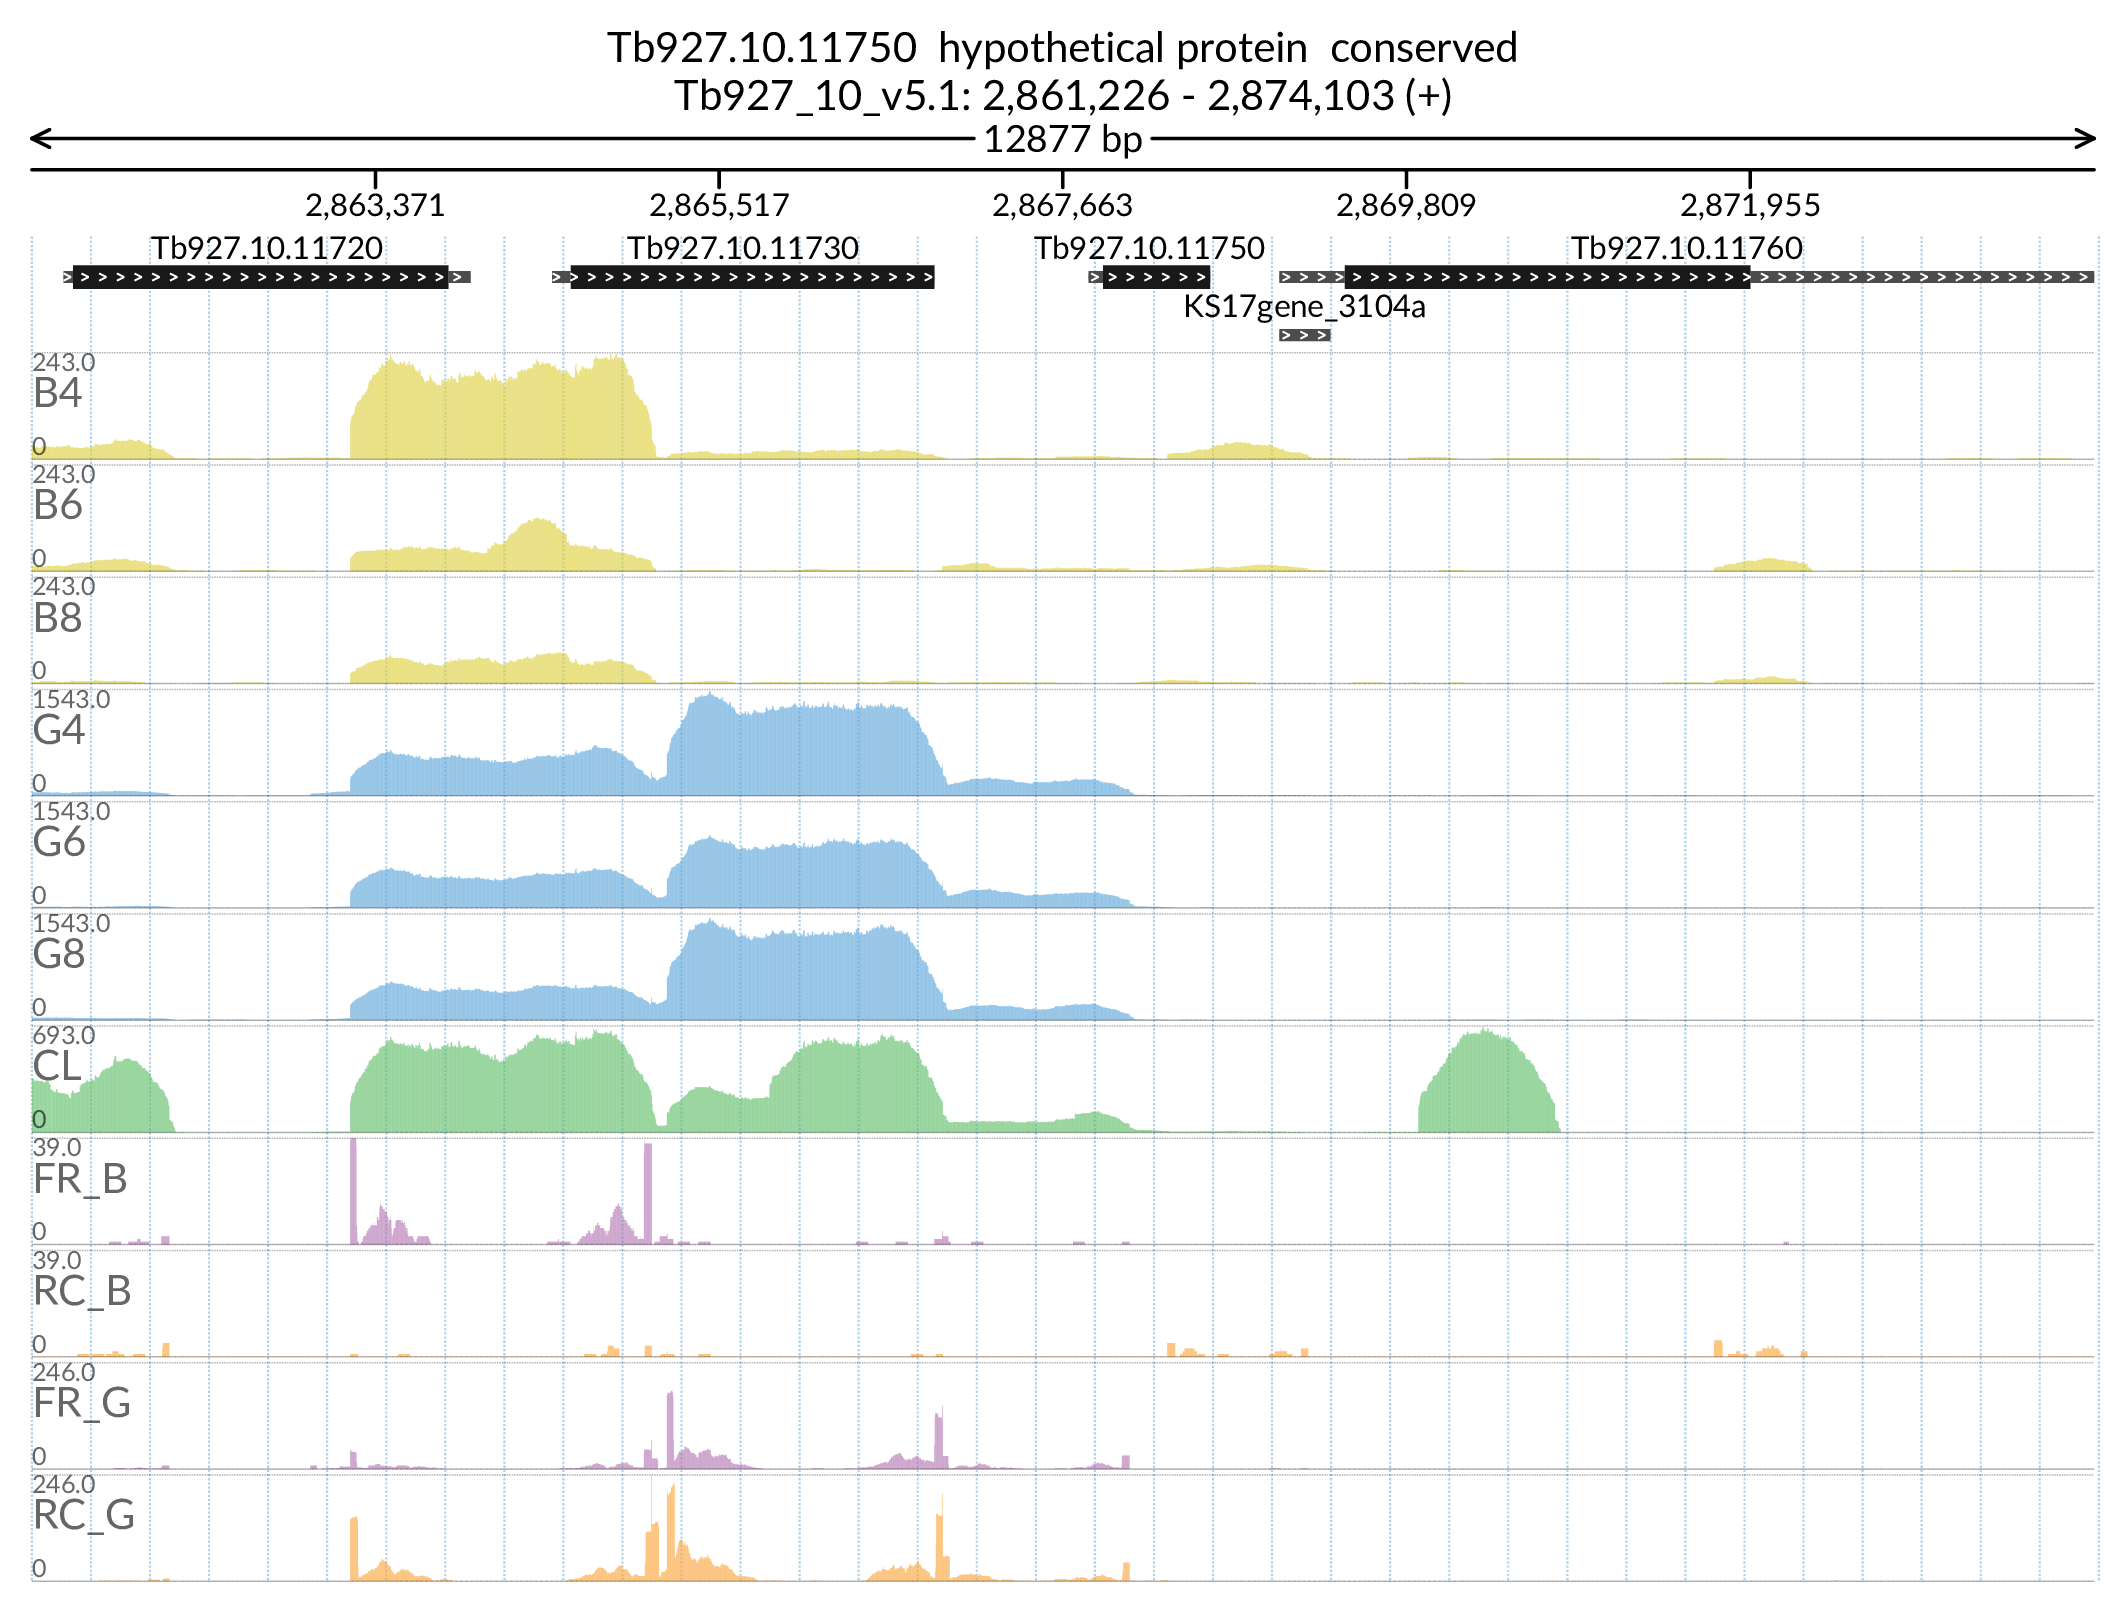 Tb927.10.11750  hypothetical protein  conserved
Tb927_10_v5.1: 2,861,226 - 2,874,103 (+)
12877 bp
2,863,371 2,865,517 2,867,663 2,869,809 2,871,955
Tb927.10.11720 Tb927.10.11730 Tb927.10.11750 Tb927.10.11760
KS17gene_3104a
243.0
B4
0
243.0
B6
0
243.0
B8
0
1543.0
G4
0
1543.0
G6
0
1543.0
G8
0
693.0
CL
0
39.0
FR_B
0
39.0
RC_B
0
246.0
FR_G
0
246.0
RC_G
0